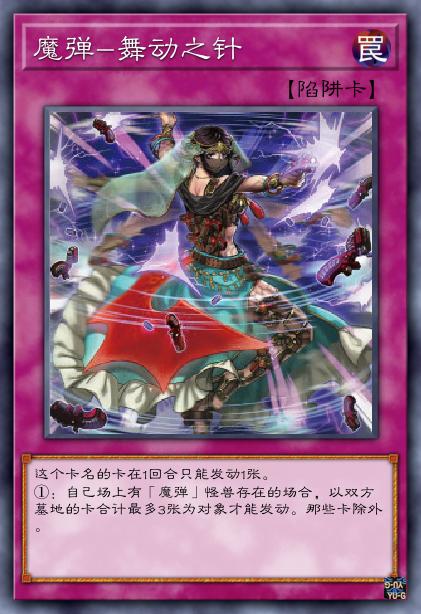 魔弹－舞动之针
罠
【陷阱卡】
这个卡名的卡在1回合只能发动1张。
①：自己场上有「魔弹」怪兽存在的场合，以双方
墓地的卡合计最多3张为对象才能发动。那些卡除外
。
YU-G